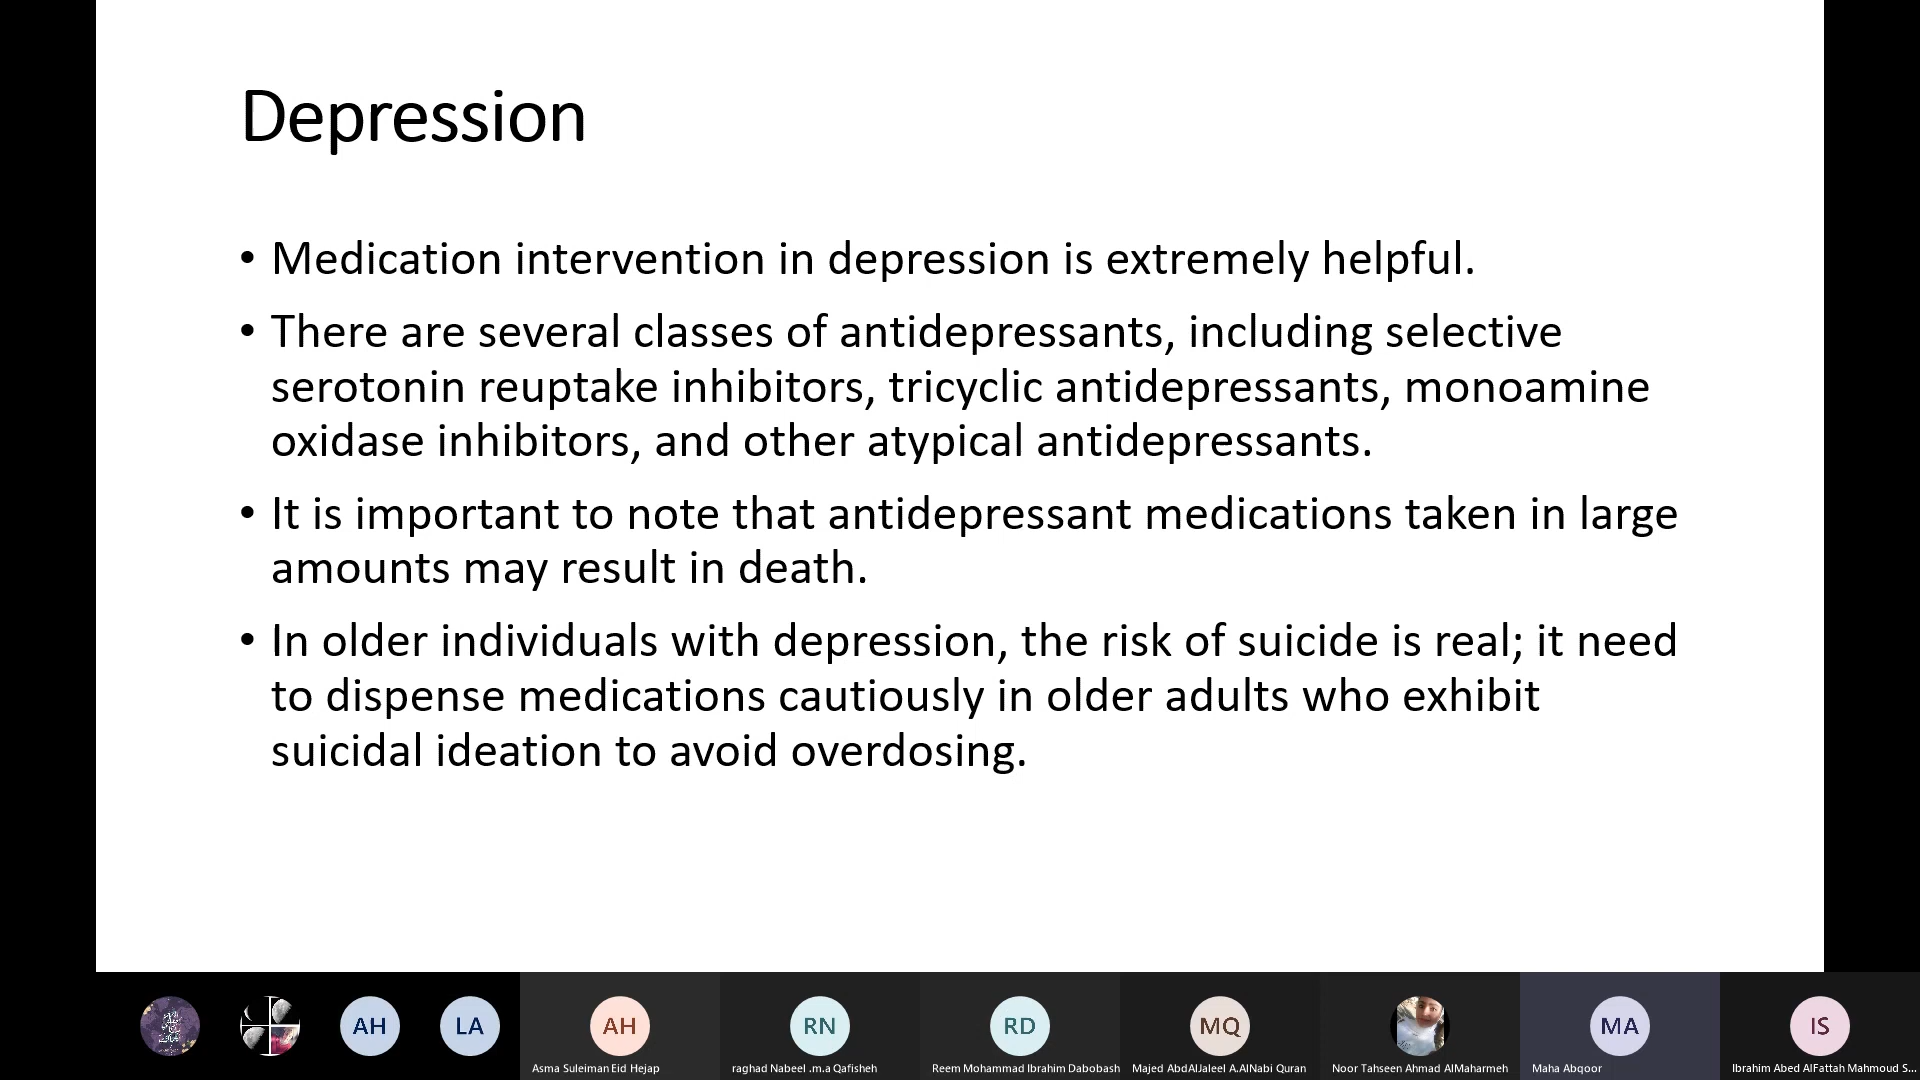 Depression
• Medication intervention in depression is extremely helpful.
• There are several classes of antidepressants, including selective
serotonin reuptake inhibitors, tricyclic antidepressants, monoamine
oxidase inhibitors, and other atypical antidepressants.
• It is important to note that antidepressant medications taken in large
amounts may result in death.
• In older individuals with depression, the risk of suicide is real; it need
to dispense medications cautiously in older adults who exhibit
suicidal ideation to avoid overdosing.
AH LA AH RN RD MQ MA IS
Asma Suleiman Eid Hejap raghad Nabeel .m.a Qafisheh Reem Mohammad Ibrahim Dabobash Majed AbdAlJaleel A.AlNabi Quran Noor Tahseen Ahmad AlMaharmeh Maha Abqoor Ibrahim Abed AlFattah Mahmoud S...